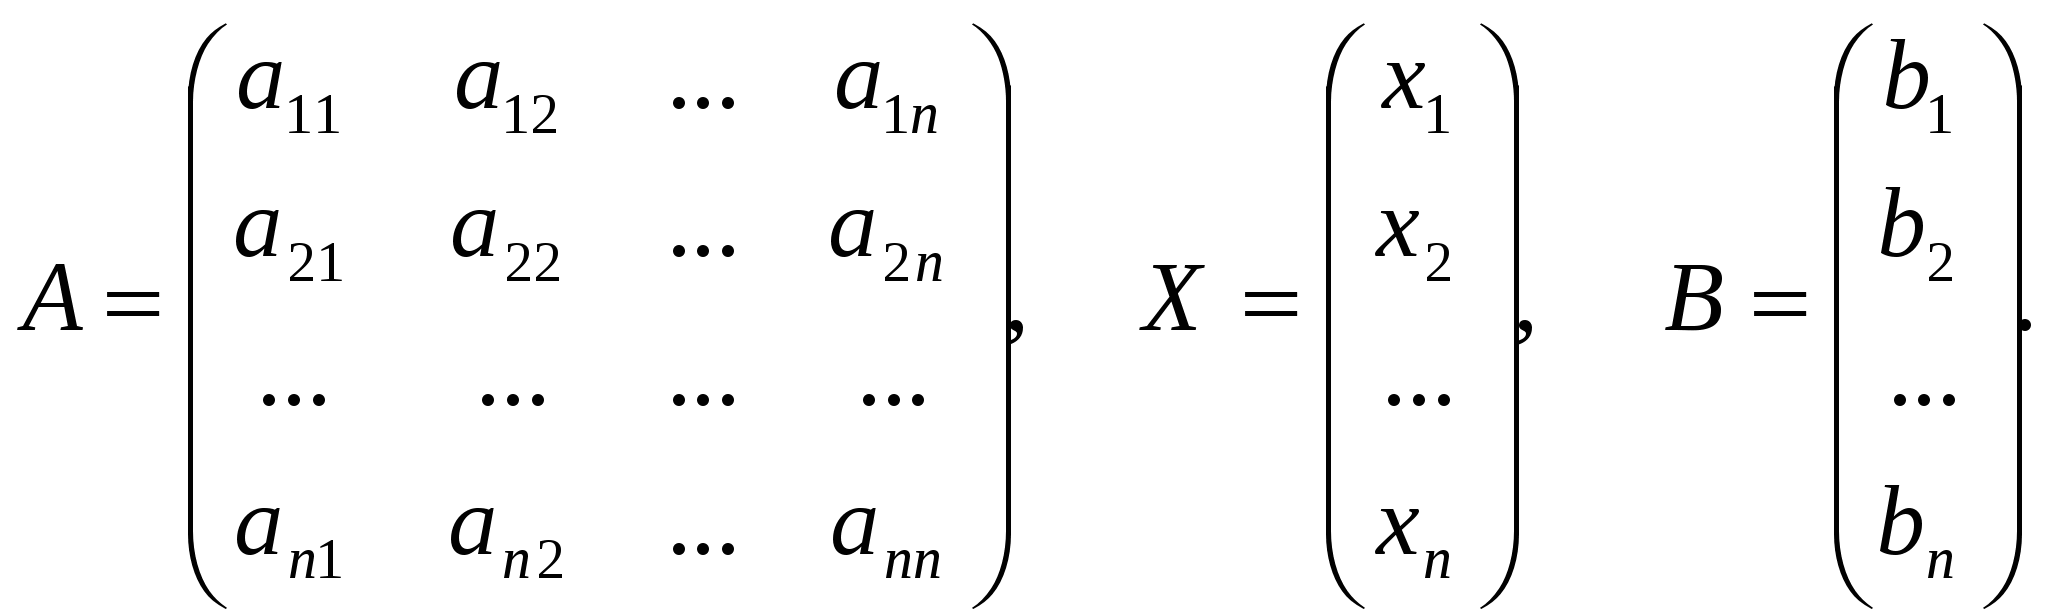 A = ( a₁₁ a₁₂ ... a₁ₙ
a₂₁ a₂₂ ... a₂ₙ
... ... ... ...
aₙ₁ aₙ₂ ... aₙₙ ), X = ( x₁
x₂
...
xₙ ), B = ( b₁
b₂
...
bₙ ).